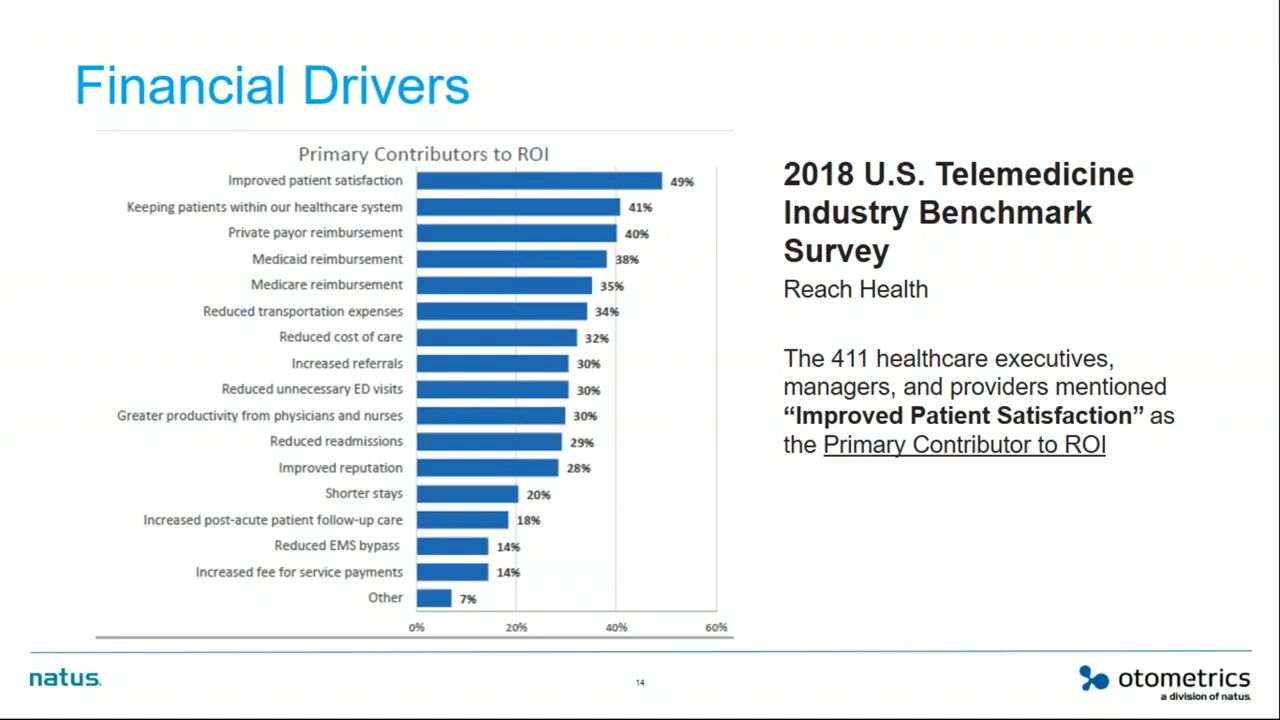 Financial Drivers
Primary Contributors to ROI
Improved patient satisfaction 49%
Keeping patients within our healthcare system 41%
Private payor reimbursement 40%
Medicaid reimbursement 38%
Medicare reimbursement 35%
Reduced transportation expenses 34%
Reduced cost of care 32%
Increased referrals 30%
Reduced unnecessary ED visits 30%
Greater productivity from physicians and nurses 30%
Reduced readmissions 29%
Improved reputation 28%
Shorter stays 20%
Increased post-acute patient follow-up care 18%
Reduced EMS bypass 14%
Increased fee for service payments 14%
Other 7%
0% 20% 40% 60%
2018 U.S. Telemedicine
Industry Benchmark
Survey
Reach Health
The 411 healthcare executives,
managers, and providers mentioned
“Improved Patient Satisfaction” as
the Primary Contributor to ROI
natus.
14
otometrics
a division of natus.